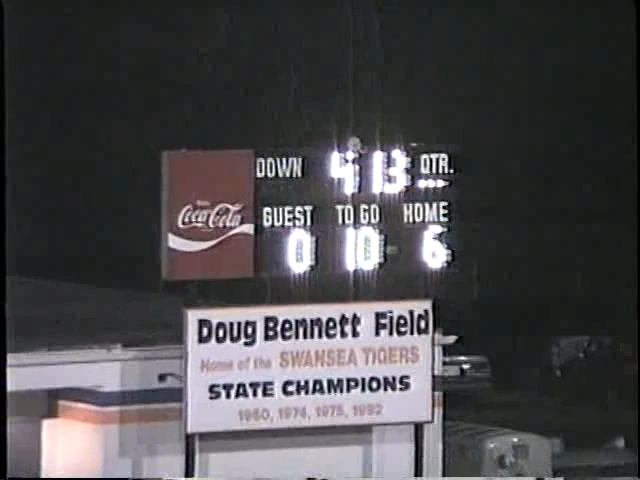 DOWN 4 13 QTR.
Coca-Cola
GUEST TO GO HOME
0 10 6
Doug Bennett Field
Home of the SWANSEA TIGERS
STATE CHAMPIONS
1960, 1974, 1975, 1992